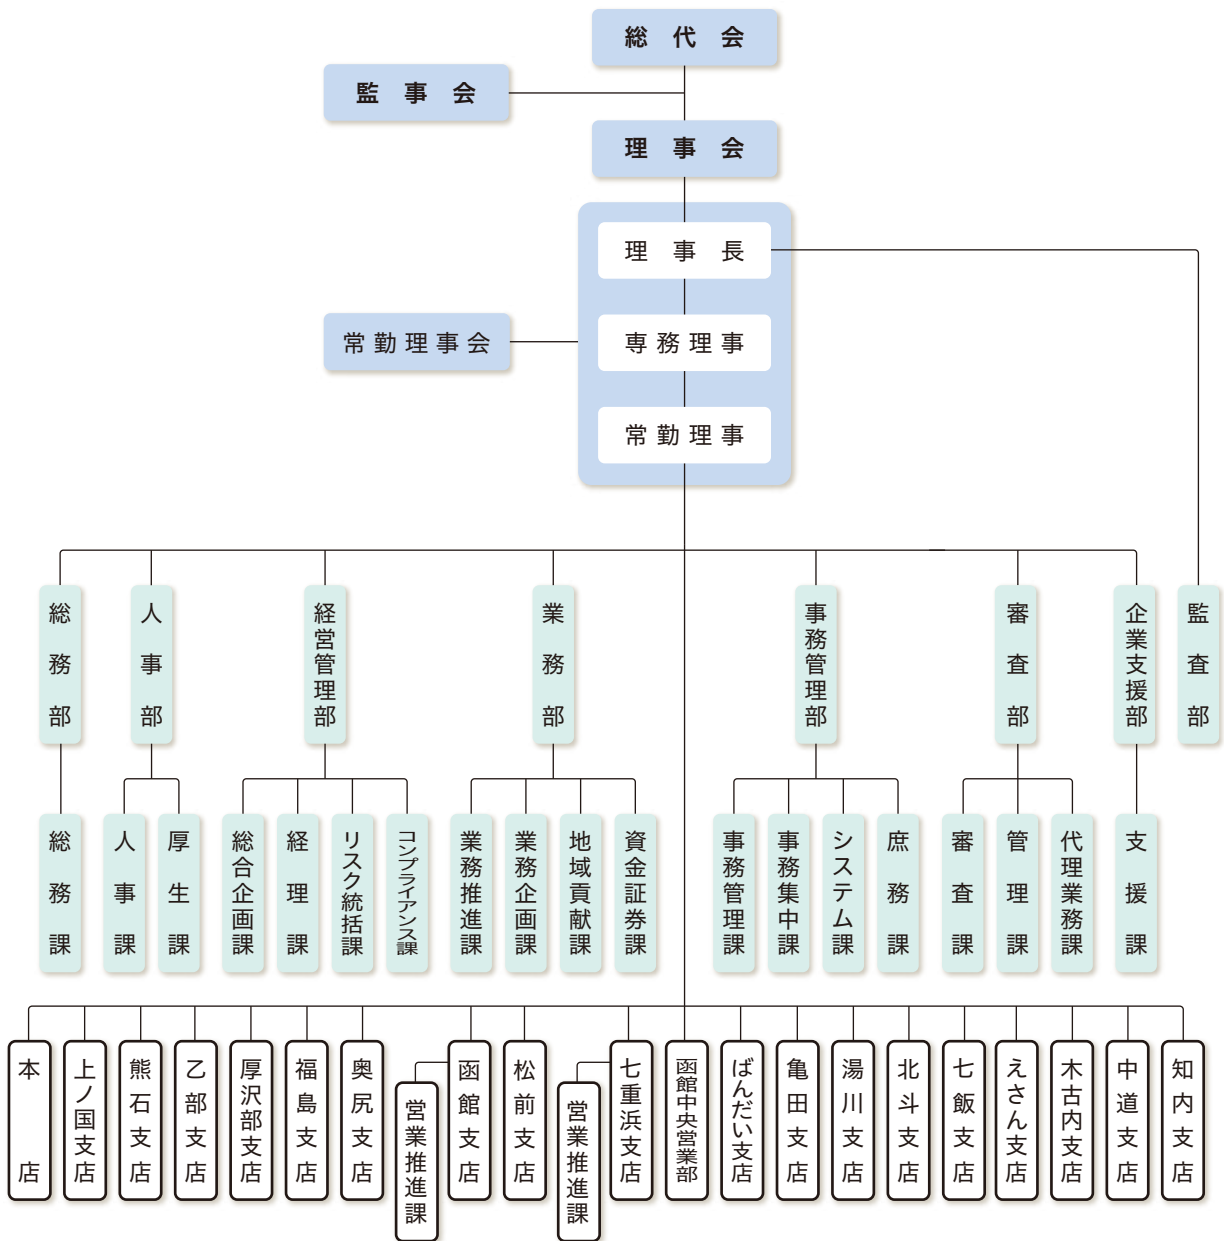 総代会
監事会
理事会
理事長
常勤理事会
専務理事
常勤理事
総務部
人事部
経営管理部
業務部
事務管理部
審査部
企業支援部
監査部
総務課
人事課
厚生課
総合企画課
経理課
リスク統括課
コンプライアンス課
業務推進課
業務企画課
地域貢献課
資金証券課
事務管理課
事務集中課
システム課
庶務課
審査課
管理課
代理業務課
支援課
本店
上ノ国支店
熊石支店
乙部支店
厚沢部支店
福島支店
奥尻支店
営業推進課
函館支店
松前支店
営業推進課
七重浜支店
函館中央営業部
ばんだい支店
亀田支店
湯川支店
北斗支店
七飯支店
えさん支店
木古内支店
中道支店
知内支店